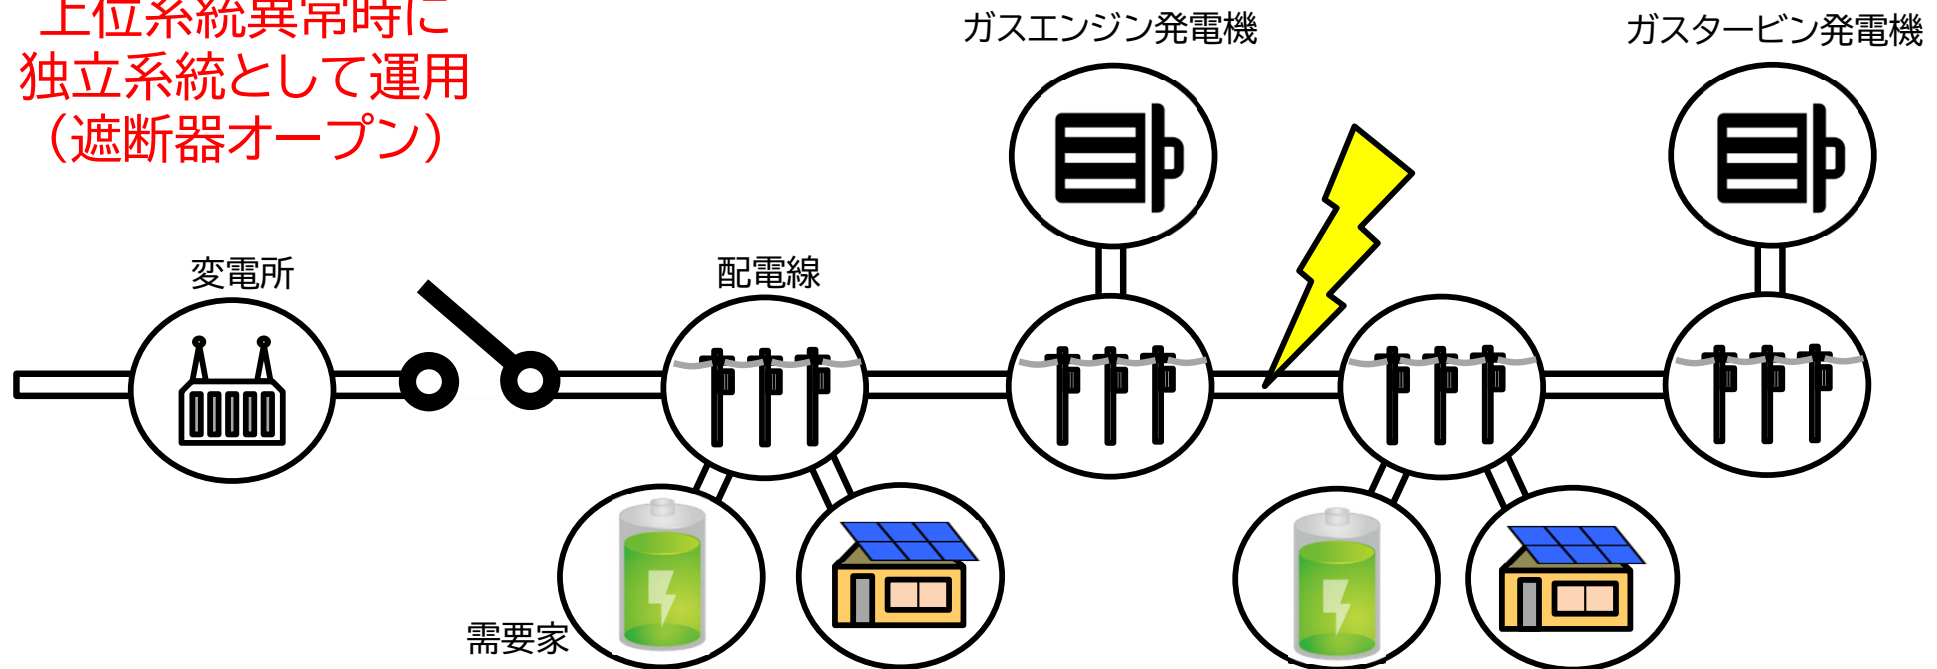 上位系統異常時に
独立系統として運用
（遮断器オープン）
ガスエンジン発電機
ガスタービン発電機
変電所
配電線
需要家